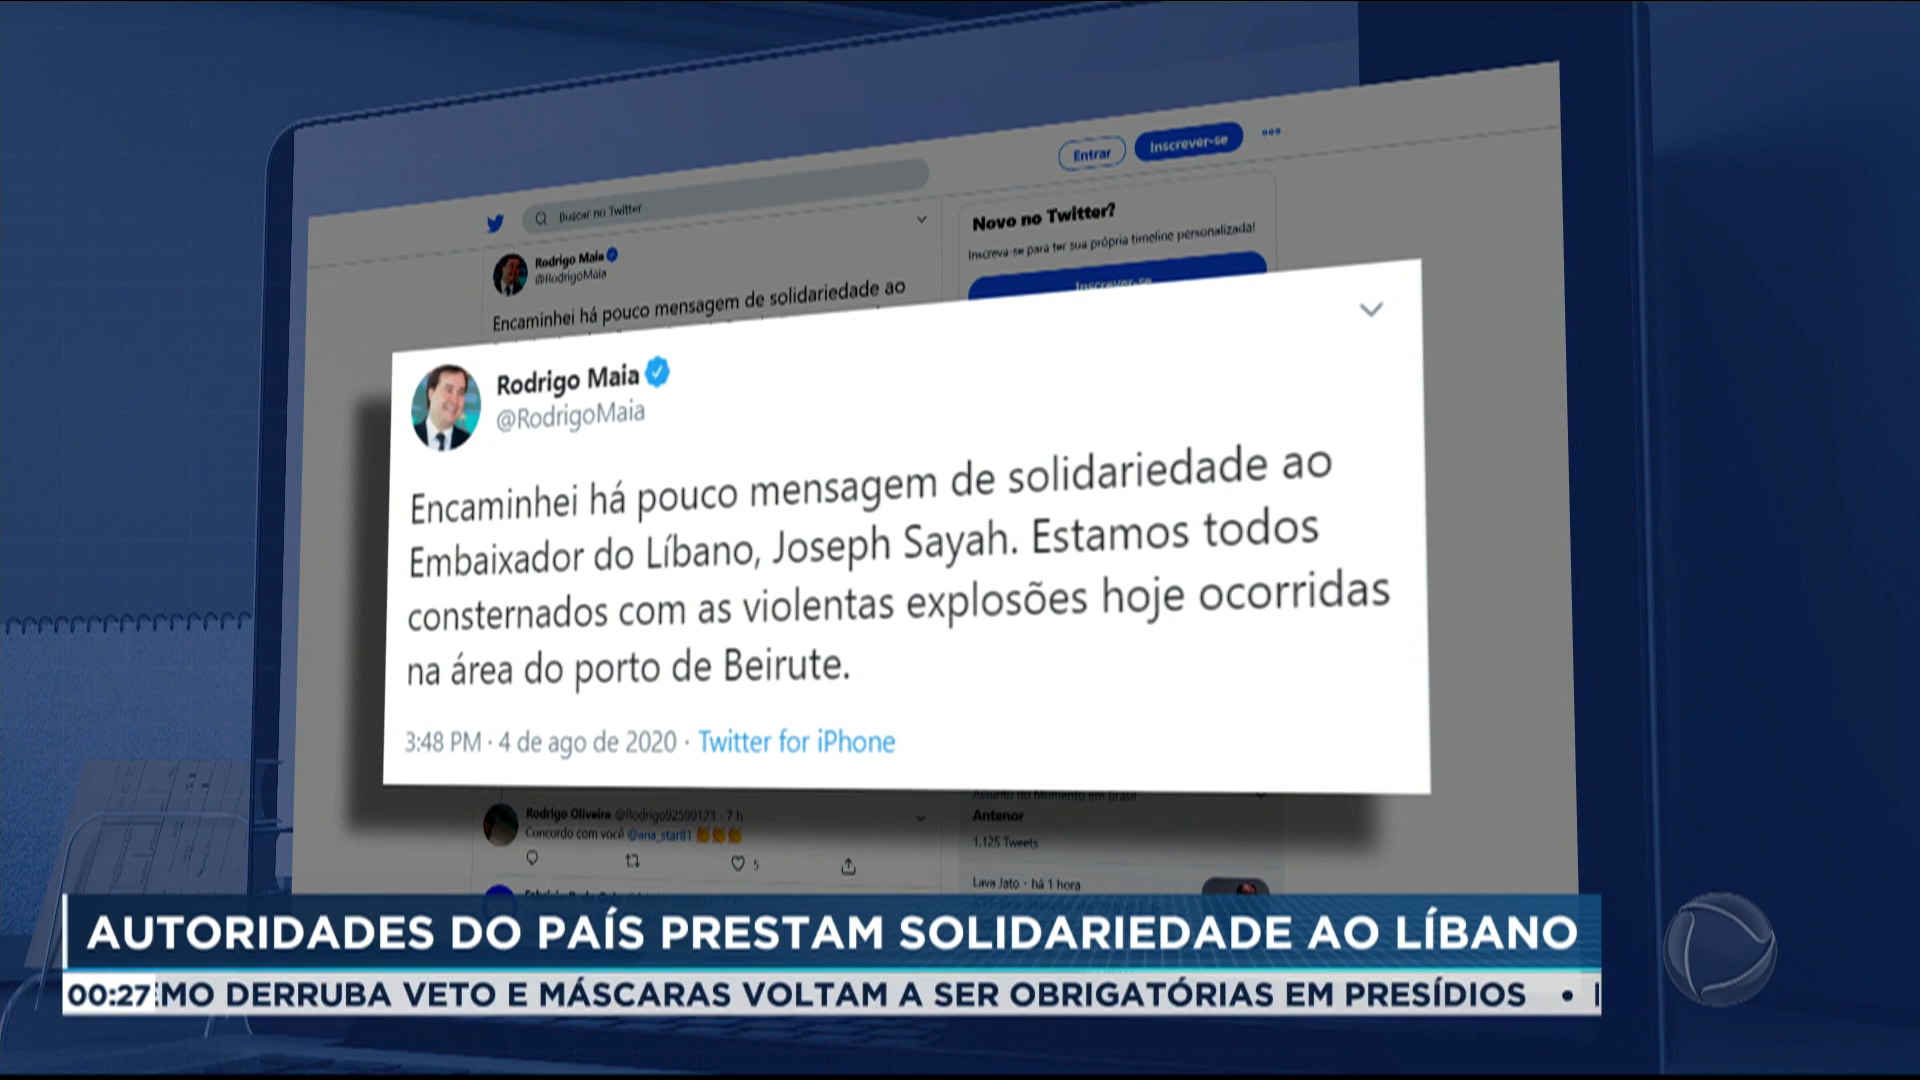 Entrar
Inscrever-se
Buscar no Twitter
Rodrigo Maia
@RodrigoMaia
Encaminhei há pouco mensagem de solidariedade ao
Novo no Twitter?
Inscreva-se para ter sua própria timeline personalizada!
Inscrever-se
Rodrigo Maia
@RodrigoMaia
Encaminhei há pouco mensagem de solidariedade ao
Embaixador do Líbano, Joseph Sayah. Estamos todos
consternados com as violentas explosões hoje ocorridas
na área do porto de Beirute.
3:48 PM · 4 de ago de 2020 · Twitter for iPhone
Rodrigo Oliveira @Rodrigo92599123 · 7 h
Concordo com você @ana_star81
5
Assunto do Momento em Brasil
Antenor
1.125 Tweets
Lava Jato · há 1 hora
AUTORIDADES DO PAÍS PRESTAM SOLIDARIEDADE AO LÍBANO
00:27 EMO DERRUBA VETO E MÁSCARAS VOLTAM A SER OBRIGATÓRIAS EM PRESÍDIOS •